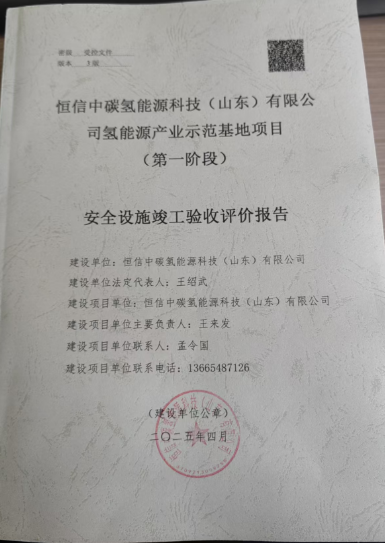 密级 受控文件
版本
恒信中碳氢能源科技（山东）有限公
司氢能源产业示范基地项目
（第一阶段）
安全设施竣工验收评价报告
建设单位：恒信中碳氢能源科技（山东）有限公司
建设单位法定代表人：王绍武
建设项目单位：恒信中碳氢能源科技（山东）有限公司
建设项目单位主要负责人：王来发
建设项目单位联系人：孟令国
建设项目单位联系电话：13665487126
（建设单位公章）
二〇二五年四月